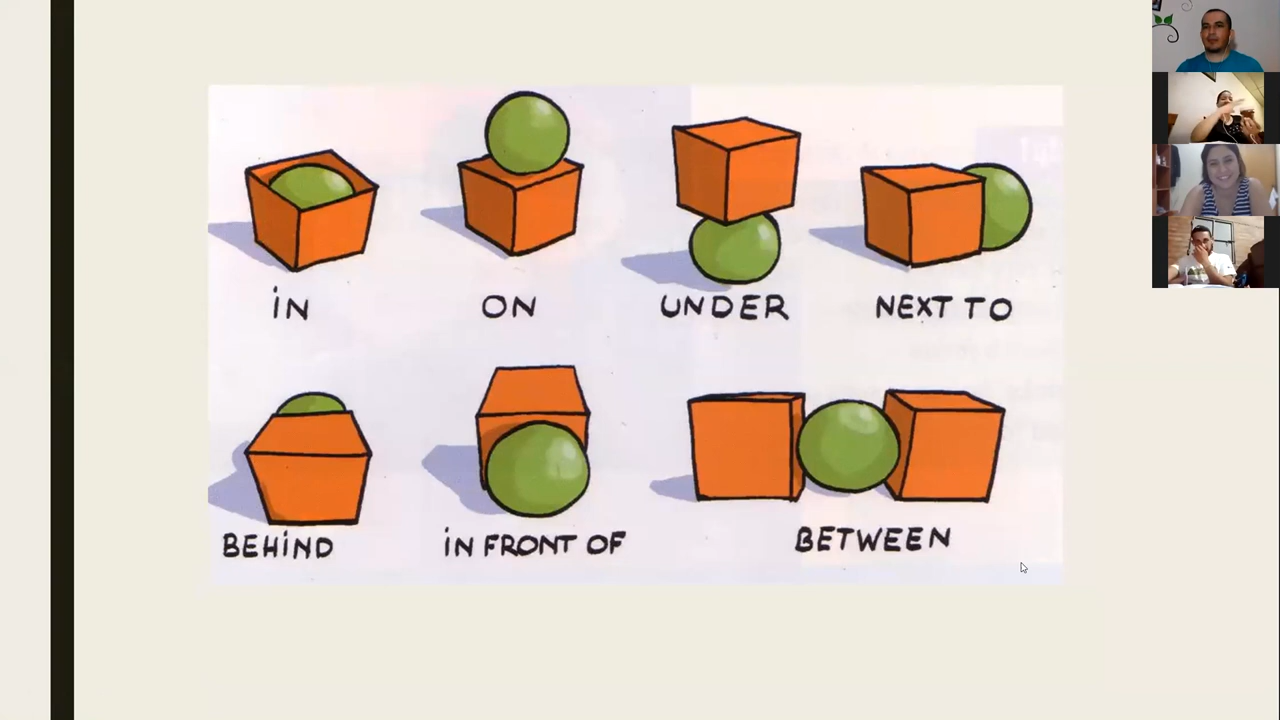 iN ON UNDER NEXT TO
BEHiND iN FRONT OF BETWEEN